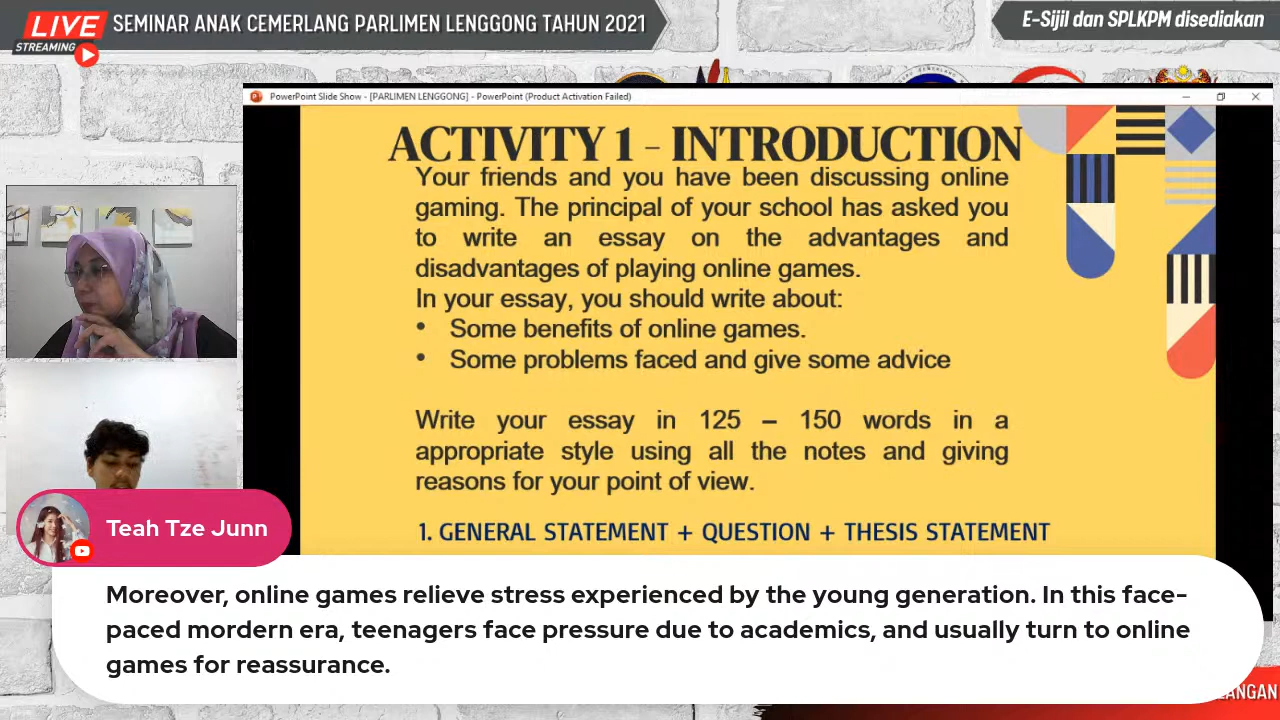 LIVE
STREAMING
SEMINAR ANAK CEMERLANG PARLIMEN LENGGONG TAHUN 2021
E-Sijil dan SPLKPM disediakan
PowerPoint Slide Show - [PARLIMEN LENGGONG] - PowerPoint (Product Activation Failed)
ACTIVITY 1 - INTRODUCTION
Your friends and you have been discussing online
gaming. The principal of your school has asked you
to write an essay on the advantages and
disadvantages of playing online games.
In your essay, you should write about:
• Some benefits of online games.
• Some problems faced and give some advice
Write your essay in 125 – 150 words in a
appropriate style using all the notes and giving
reasons for your point of view.
1. GENERAL STATEMENT + QUESTION + THESIS STATEMENT
Teah Tze Junn
Moreover, online games relieve stress experienced by the young generation. In this face-
paced mordern era, teenagers face pressure due to academics, and usually turn to online
games for reassurance.